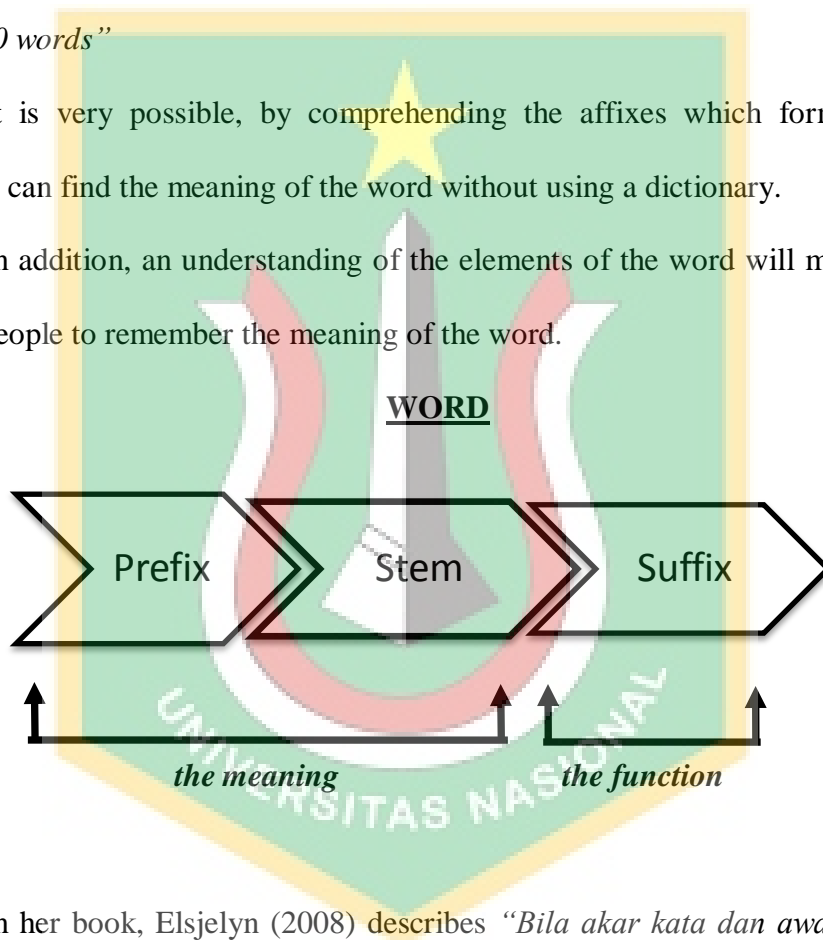 0 words”
is very possible, by comprehending the affixes which form
can find the meaning of the word without using a dictionary.
addition, an understanding of the elements of the word will m
eople to remember the meaning of the word.
WORD
Prefix Stem Suffix
the meaning the function
UNIVERSITAS NASIONAL
her book, Elsjelyn (2008) describes “Bila akar kata dan awa